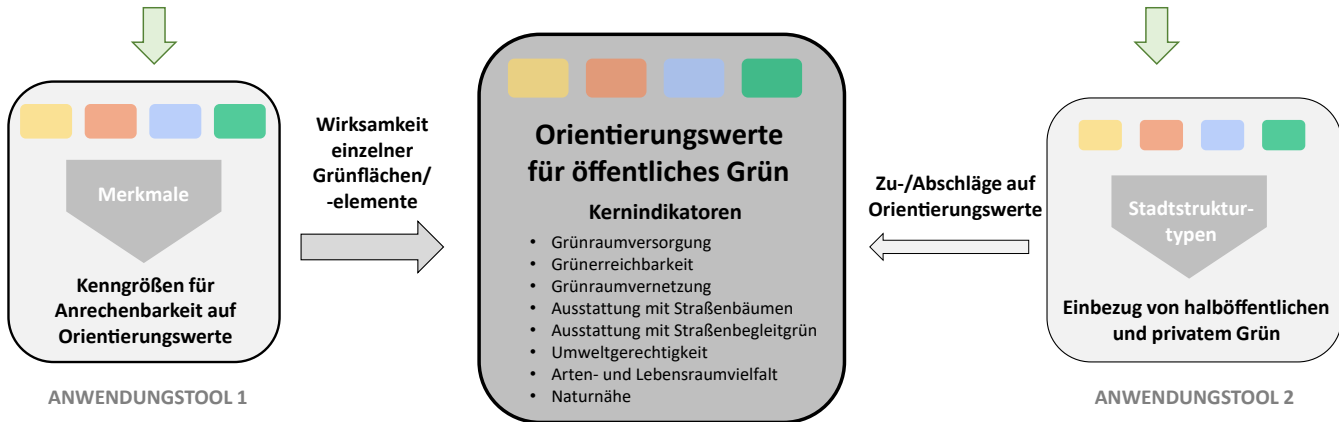 Merkmale
Kenngrößen für
Anrechenbarkeit auf
Orientierungswerte
ANWENDUNGSTOOL 1
Wirksamkeit
einzelner
Grünflächen/
-elemente
Orientierungswerte
für öffentliches Grün
Kernindikatoren
• Grünraumversorgung
• Grünerreichbarkeit
• Grünraumvernetzung
• Ausstattung mit Straßenbäumen
• Ausstattung mit Straßenbegleitgrün
• Umweltgerechtigkeit
• Arten- und Lebensraumvielfalt
• Naturnähe
Zu-/Abschläge auf
Orientierungswerte
Stadtstruktur-
typen
Einbezug von halböffentlichen
und privatem Grün
ANWENDUNGSTOOL 2